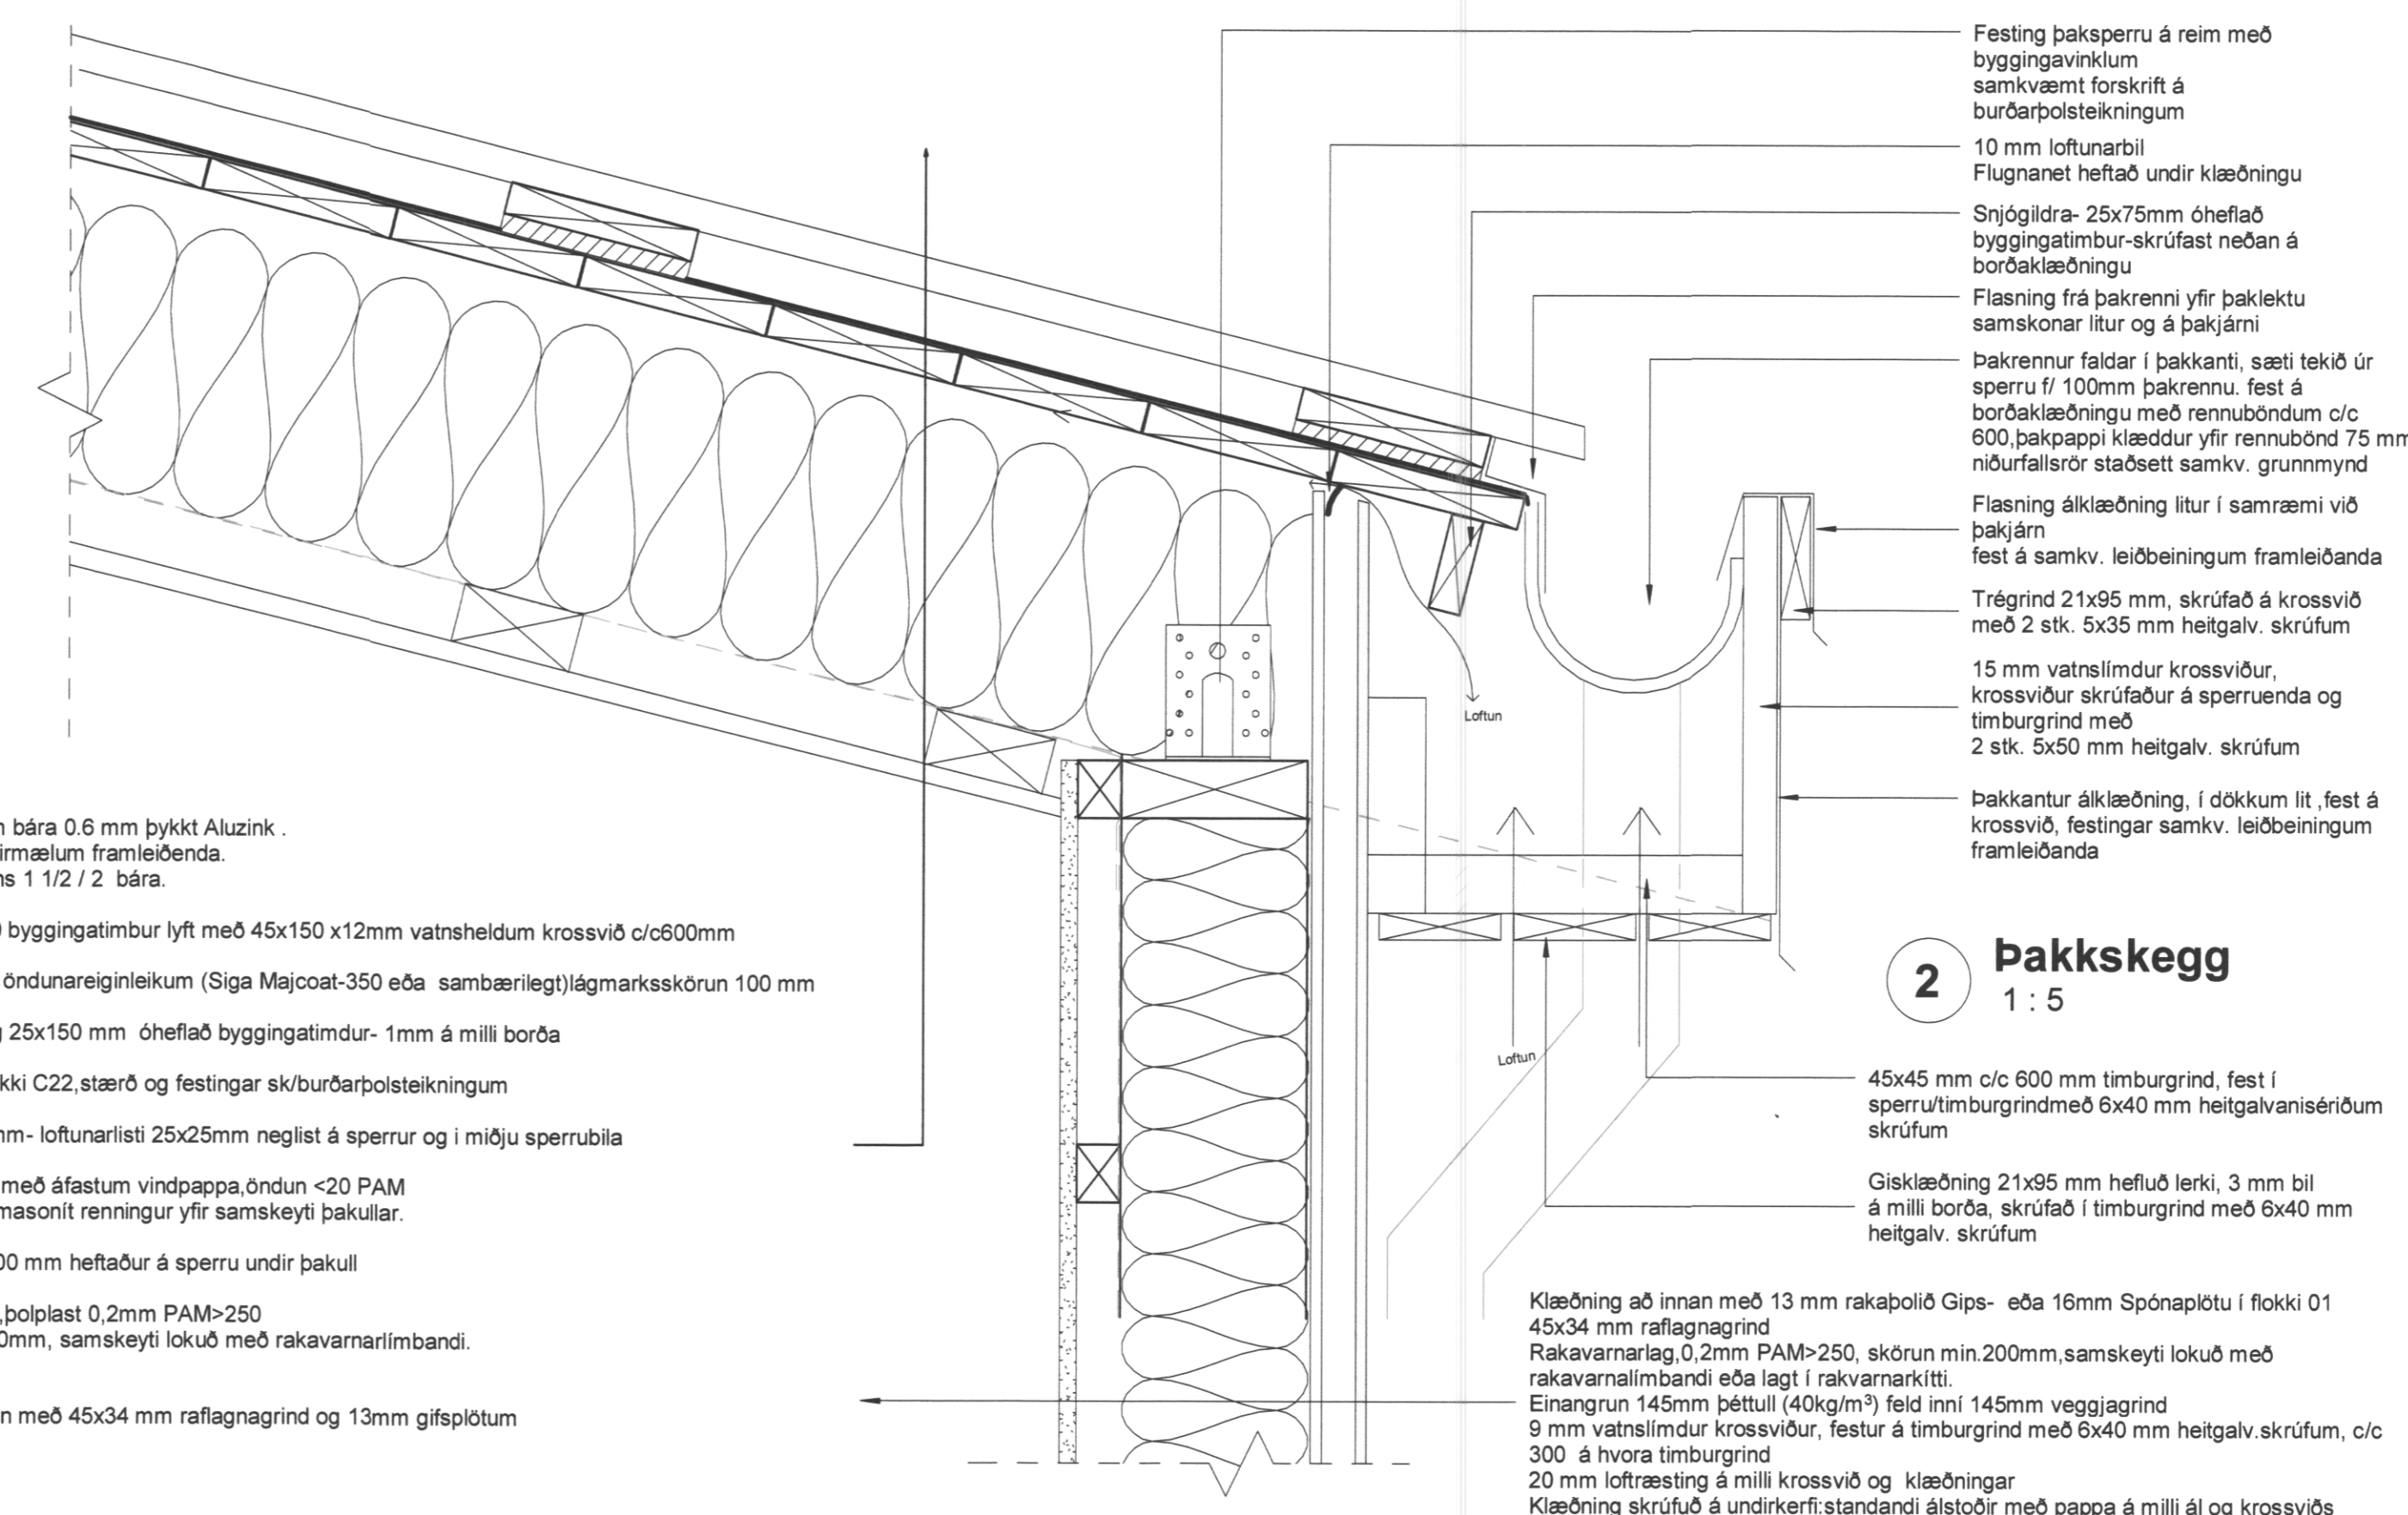 Festing þaksperru á reim með
byggingavinklum
samkvæmt forskrift á
burðarþolsteikningum
10 mm loftunarbil
Flugnanet heftað undir klæðningu
Snjógildra- 25x75mm óheflað
byggingatimbur-skrúfast neðan á
borðaklæðningu
Flasning frá þakrenni yfir þaklektu
samskonar litur og á þakjárni
Þakrennur faldar í þakkanti, sæti tekið úr
sperru f/ 100mm þakrennu. fest á
borðaklæðningu með rennuböndum c/c
600,þakpappi klæddur yfir rennubönd 75 mm
niðurfallsrör staðsett samkv. grunnmynd
Flasning álklæðning litur í samræmi við
þakjárn
fest á samkv. leiðbeiningum framleiðanda
Trégrind 21x95 mm, skrúfað á krossvið
með 2 stk. 5x35 mm heitgalv. skrúfum
15 mm vatnslímdur krossviður,
krossviður skrúfaður á sperruenda og
timburgrind með
2 stk. 5x50 mm heitgalv. skrúfum
Þakkantur álklæðning, í dökkum lit ,fest á
krossvið, festingar samkv. leiðbeiningum
framleiðanda
Loftun
Loftun
2 Þakkskegg
1 : 5
45x45 mm c/c 600 mm timburgrind, fest í
sperru/timburgrindmeð 6x40 mm heitgalvanisériðum
skrúfum
Gisklæðning 21x95 mm hefluð lerki, 3 mm bil
á milli borða, skrúfað í timburgrind með 6x40 mm
heitgalv. skrúfum
bára 0.6 mm þykkt Aluzink .
irmælum framleiðenda.
ns 1 1/2 / 2 bára.
byggingatimbur lyft með 45x150 x12mm vatnsheldum krossvið c/c600mm
öndunareiginleikum (Siga Majcoat-350 eða sambærilegt)lágmarksskörun 100 mm
25x150 mm óheflað byggingatimdur- 1mm á milli borða
kki C22,stærð og festingar sk/burðarþolsteikningum
mm- loftunarlisti 25x25mm neglist á sperrur og i miðju sperrubila
með áfastum vindpappa,öndun <20 PAM
masonít renningur yfir samskeyti þakullar.
00 mm heftaður á sperru undir þakull
,þolplast 0,2mm PAM>250
0mm, samskeyti lokuð með rakavarnarlímbandi.
n með 45x34 mm raflagnagrind og 13mm gifsplötum
Klæðning að innan með 13 mm rakaþolið Gips- eða 16mm Spónaplötu í flokki 01
45x34 mm raflagnagrind
Rakavarnarlag,0,2mm PAM>250, skörun min.200mm,samskeyti lokuð með
rakavarnalímbandi eða lagt í rakvarnarkítti.
Einangrun 145mm þéttull (40kg/m³) feld inní 145mm veggjagrind
9 mm vatnslímdur krossviður, festur á timburgrind með 6x40 mm heitgalv.skrúfum, c/c
300 á hvora timburgrind
20 mm loftræsting á milli krossvið og klæðningar
Klæðning skrúfuð á undirkerfi:standandi álstoðir með pappa á milli ál og krossviðs